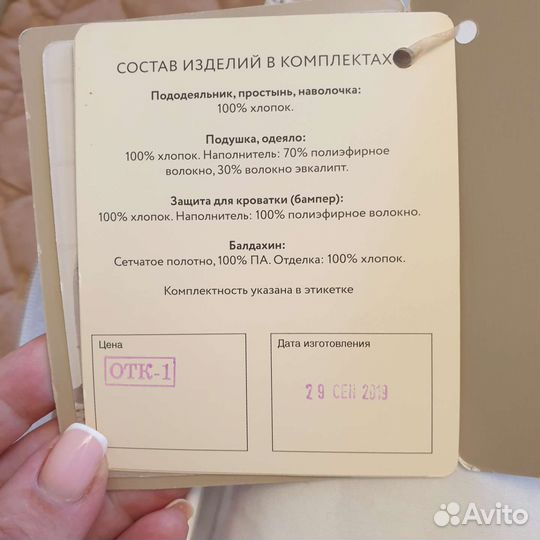 СОСТАВ ИЗДЕЛИЙ В КОМПЛЕКТАХ
Пододеяльник, простынь, наволочка:
100% хлопок.
Подушка, одеяло:
100% хлопок. Наполнитель: 70% полиэфирное
волокно, 30% волокно эвкалипт.
Защита для кроватки (бампер):
100% хлопок. Наполнитель: 100% полиэфирное волокно.
Балдахин:
Сетчатое полотно, 100% ПА. Отделка: 100% хлопок.
Комплектность указана в этикетке
Цена
ОТК-1
Дата изготовления
29 СЕН 2019
Avito